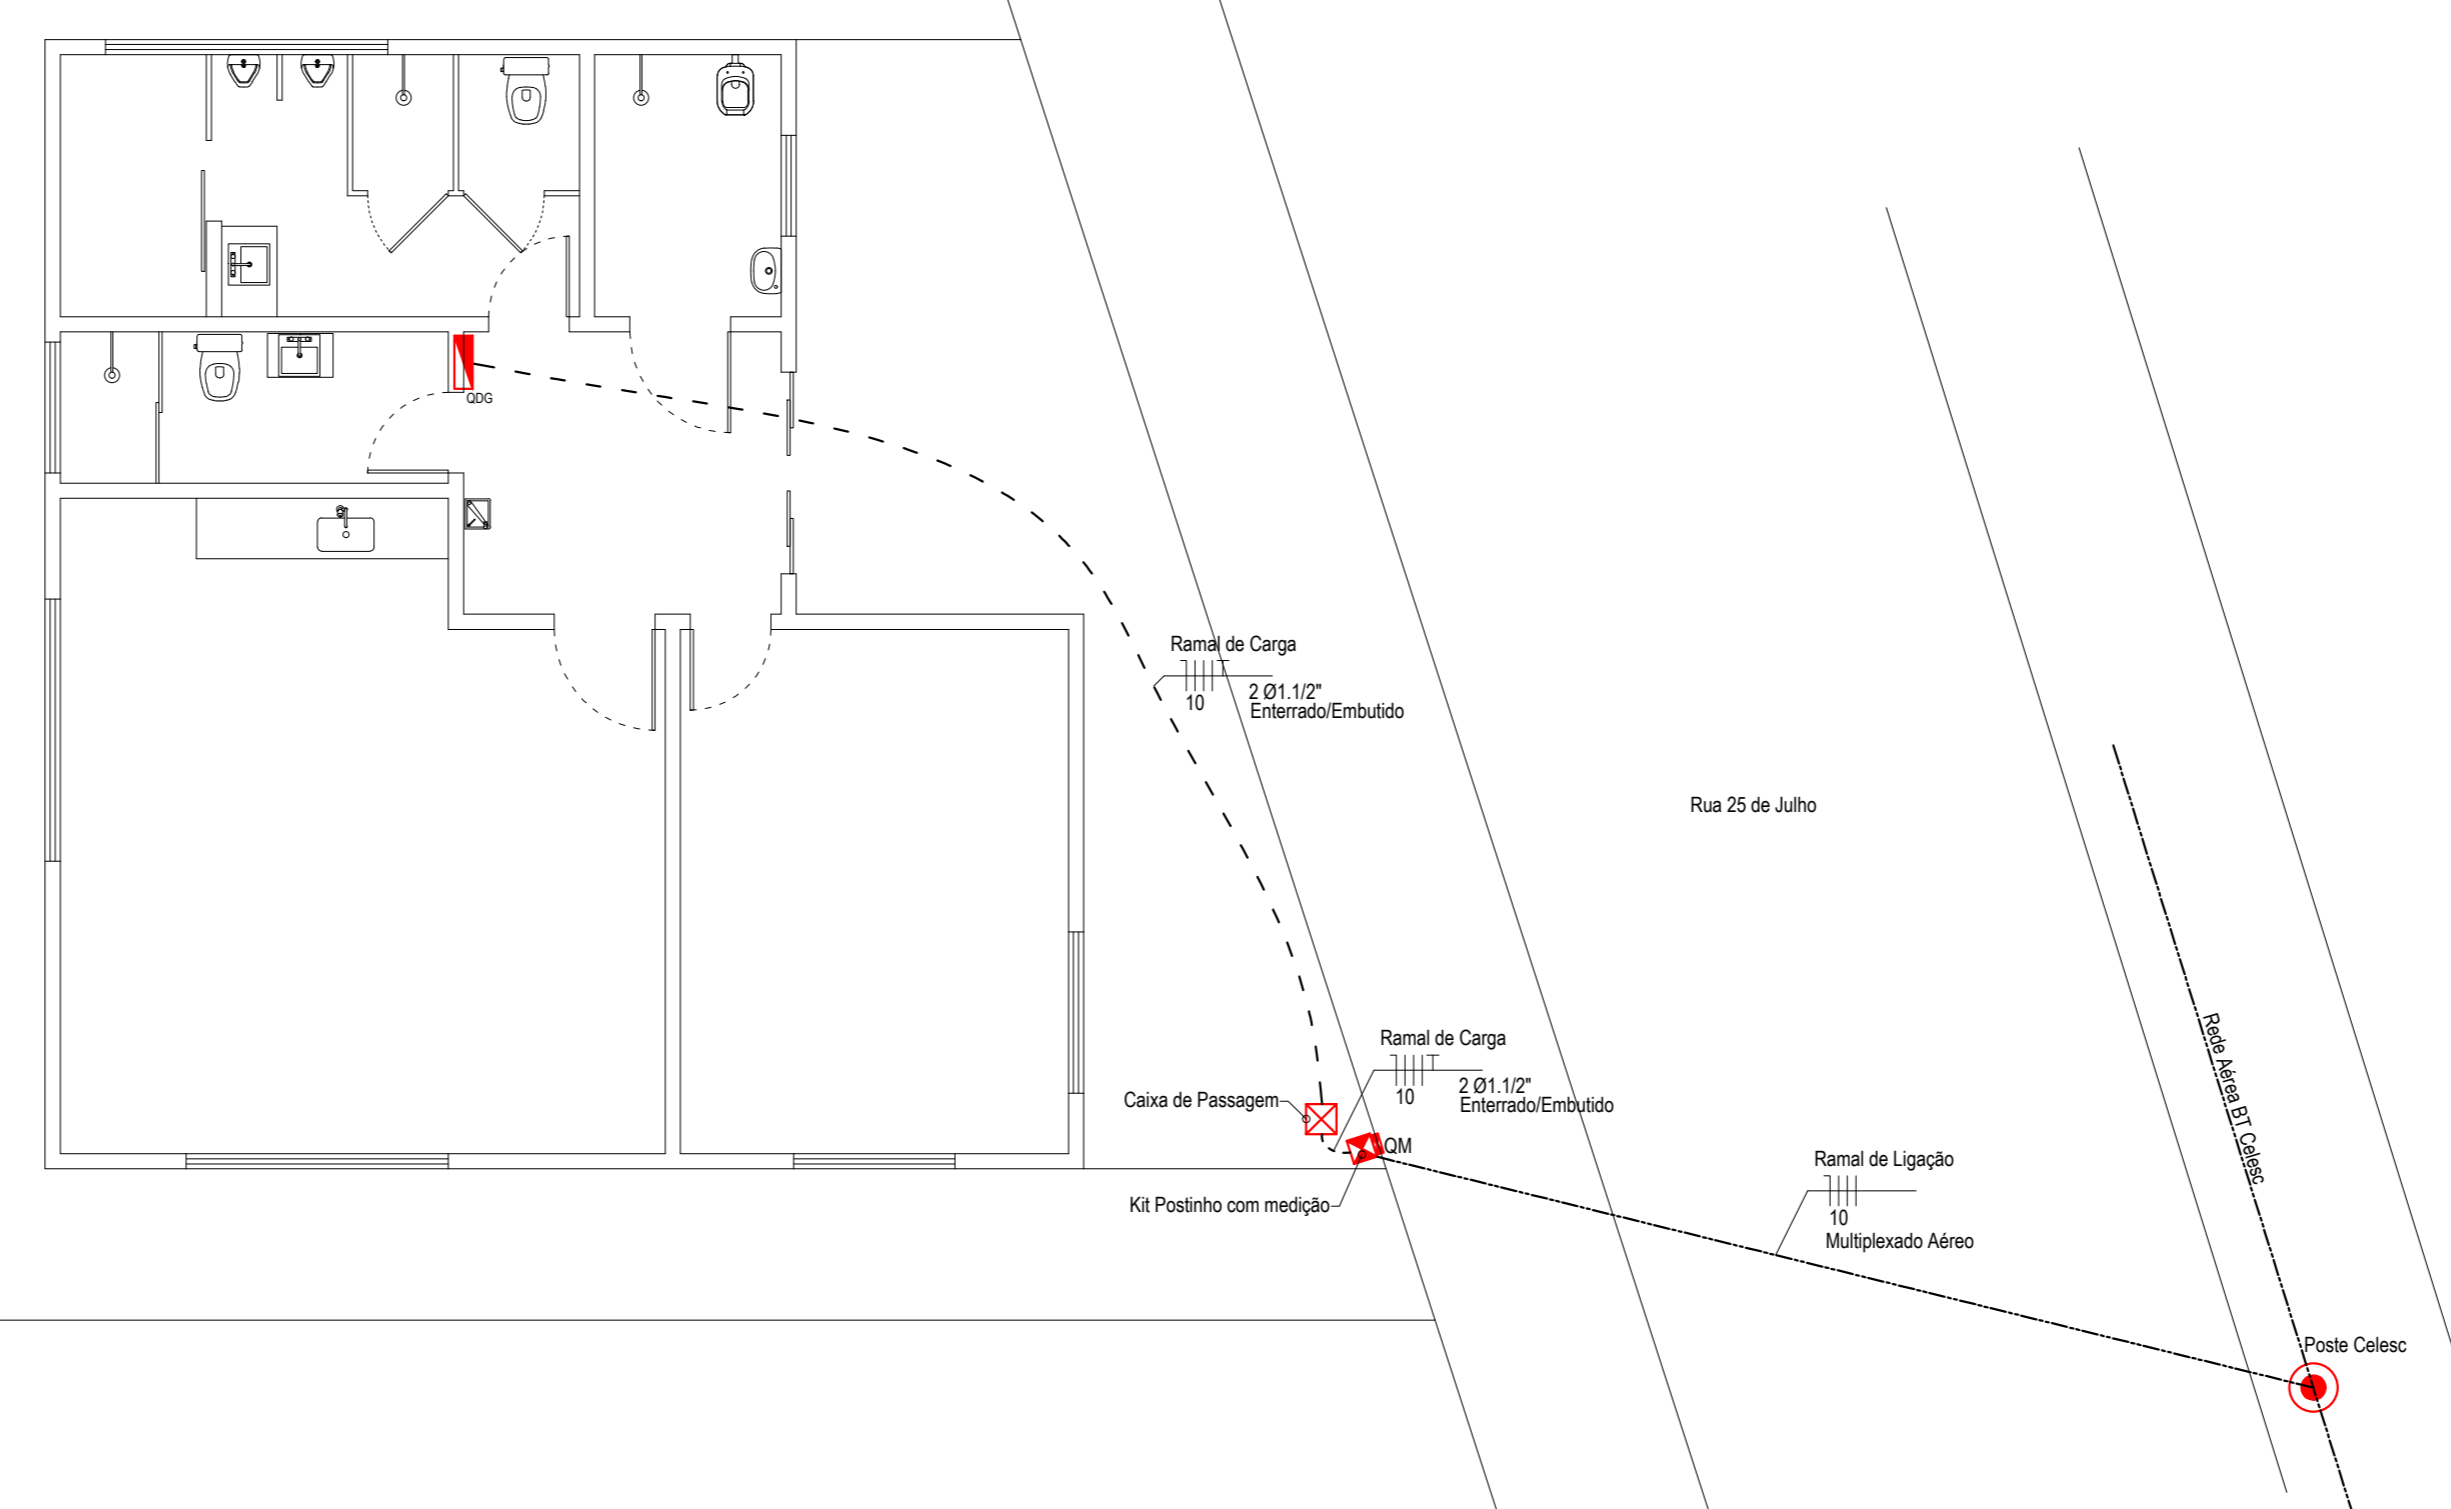 QDG
Ramal de Carga
10
2 Ø1.1/2"
Enterrado/Embutido
Rua 25 de Julho
Rede Aérea BT Celesc
Ramal de Carga
10
2 Ø1.1/2"
Enterrado/Embutido
Caixa de Passagem
QM
Kit Postinho com medição
Ramal de Ligação
10
Multiplexado Aéreo
Poste Celesc